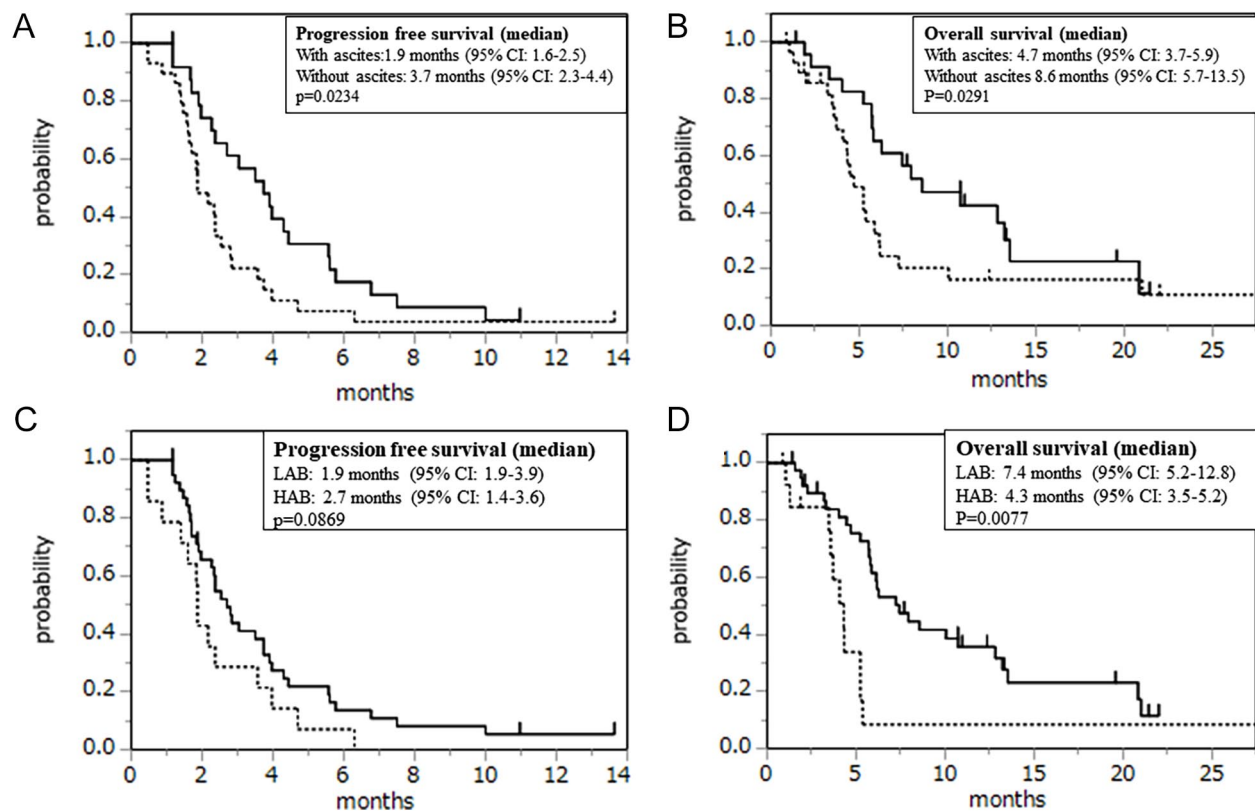 A
Progression free survival (median)
With ascites:1.9 months (95% CI: 1.6-2.5)
Without ascites: 3.7 months (95% CI: 2.3-4.4)
p=0.0234
1.0
0.8
0.6
0.4
0.2
0.0
probability
0 2 4 6 8 10 12 14
months
B
Overall survival (median)
With ascites: 4.7 months (95% CI: 3.7-5.9)
Without ascites 8.6 months (95% CI: 5.7-13.5)
P=0.0291
1.0
0.8
0.6
0.4
0.2
0.0
probability
0 5 10 15 20 25
months
C
Progression free survival (median)
LAB: 1.9 months (95% CI: 1.9-3.9)
HAB: 2.7 months (95% CI: 1.4-3.6)
p=0.0869
1.0
0.8
0.6
0.4
0.2
0.0
probability
0 2 4 6 8 10 12 14
months
D
Overall survival (median)
LAB: 7.4 months (95% CI: 5.2-12.8)
HAB: 4.3 months (95% CI: 3.5-5.2)
P=0.0077
1.0
0.8
0.6
0.4
0.2
0.0
probability
0 5 10 15 20 25
months